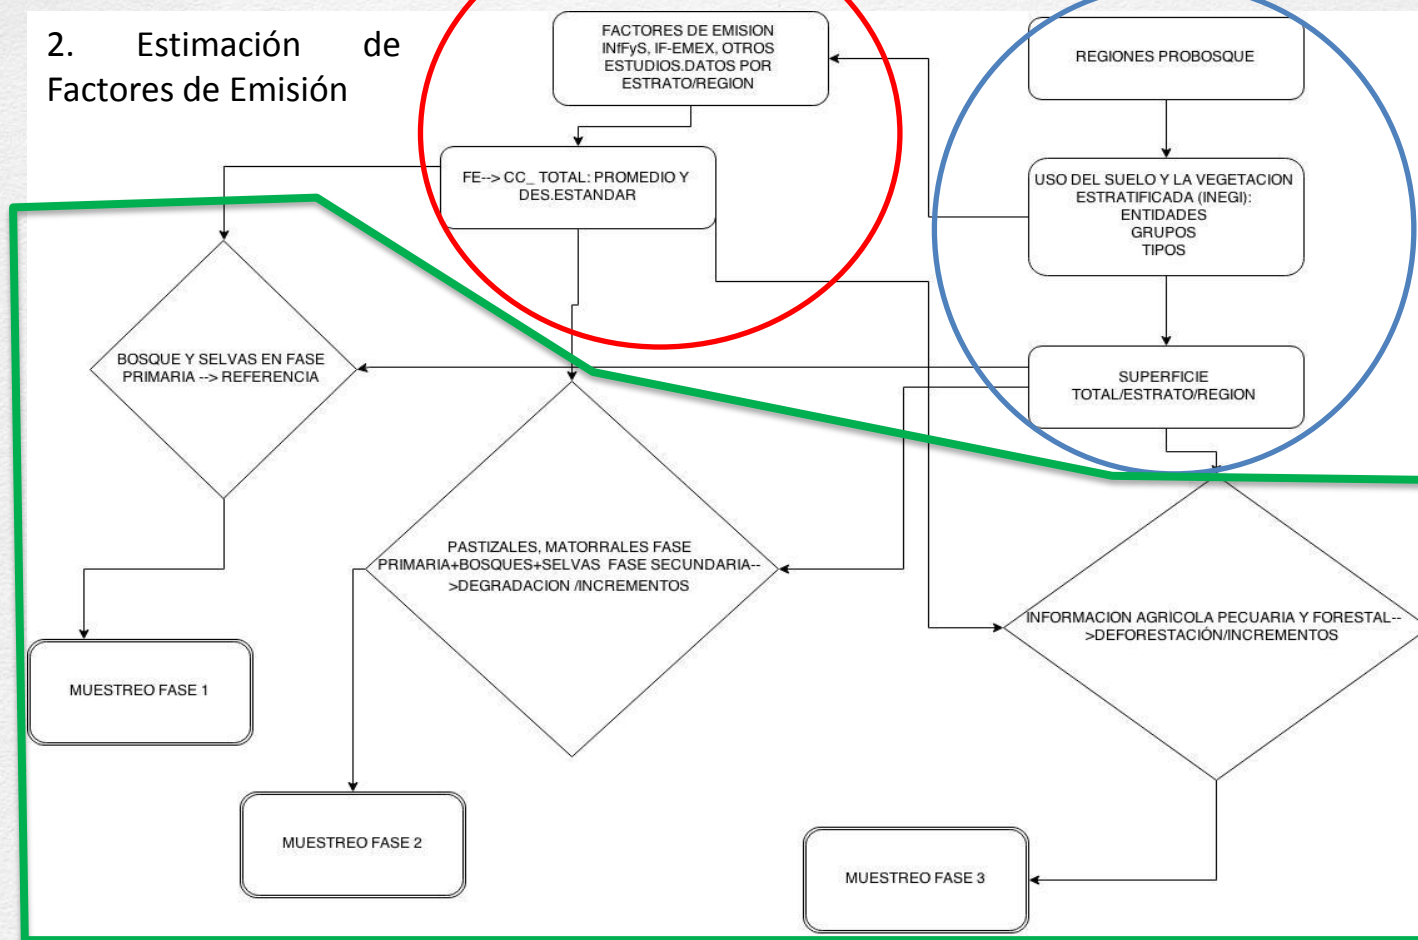 2. Estimación de
Factores de Emisión
FACTORES DE EMISION
INfFyS, IF-EMEX, OTROS
ESTUDIOS.DATOS POR
ESTRATO/REGION
REGIONES PROBOSQUE
FE--> CC_ TOTAL: PROMEDIO Y
DES.ESTANDAR
USO DEL SUELO Y LA VEGETACION
ESTRATIFICADA (INEGI):
ENTIDADES
GRUPOS
TIPOS
BOSQUE Y SELVAS EN FASE
PRIMARIA --> REFERENCIA
SUPERFICIE
TOTAL/ESTRATO/REGION
PASTIZALES, MATORRALES FASE
PRIMARIA+BOSQUES+SELVAS FASE SECUNDARIA--
>DEGRADACION /INCREMENTOS
INFORMACION AGRICOLA PECUARIA Y FORESTAL--
>DEFORESTACIÓN/INCREMENTOS
MUESTREO FASE 1
MUESTREO FASE 2
MUESTREO FASE 3